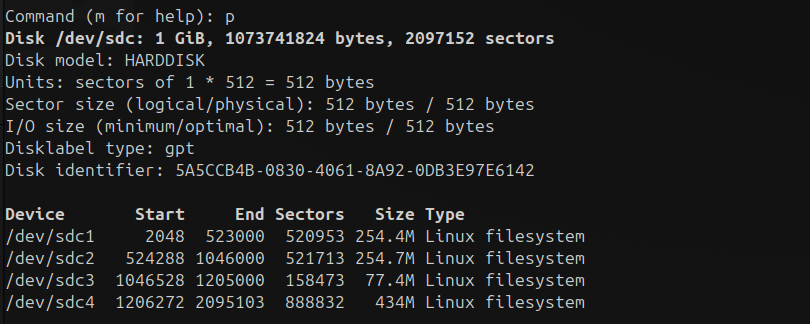 Command (m for help): p
Disk /dev/sdc: 1 GiB, 1073741824 bytes, 2097152 sectors
Disk model: HARDDISK
Units: sectors of 1 * 512 = 512 bytes
Sector size (logical/physical): 512 bytes / 512 bytes
I/O size (minimum/optimal): 512 bytes / 512 bytes
Disklabel type: gpt
Disk identifier: 5A5CCB4B-0830-4061-8A92-0DB3E97E6142

Device       Start     End Sectors   Size Type
/dev/sdc1     2048  523000  520953 254.4M Linux filesystem
/dev/sdc2   524288 1046000  521713 254.7M Linux filesystem
/dev/sdc3  1046528 1205000  158473  77.4M Linux filesystem
/dev/sdc4  1206272 2095103  888832   434M Linux filesystem